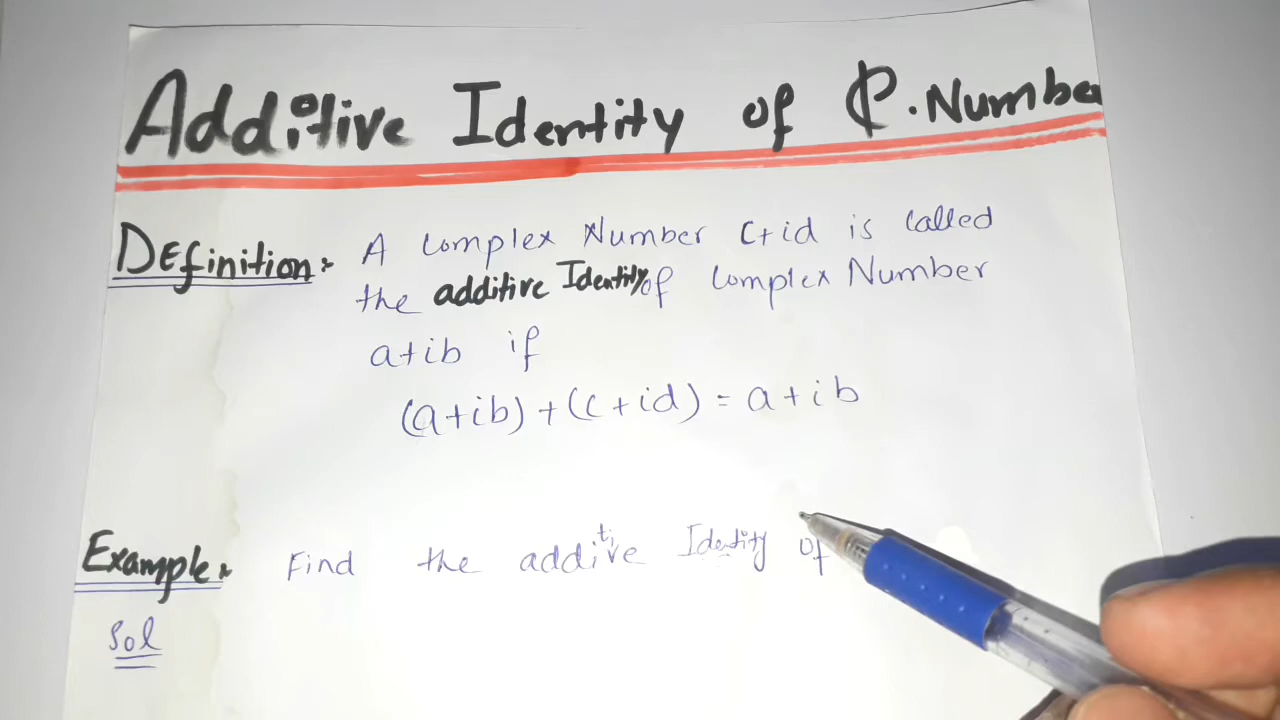 Additive Identity of ₵.Number
Definition:
A complex Number c+id is called
the additive Identity of complex Number
a+ib if
(a+ib)+(c+id)=a+ib
Example:
Find the additive Identity of
Sol